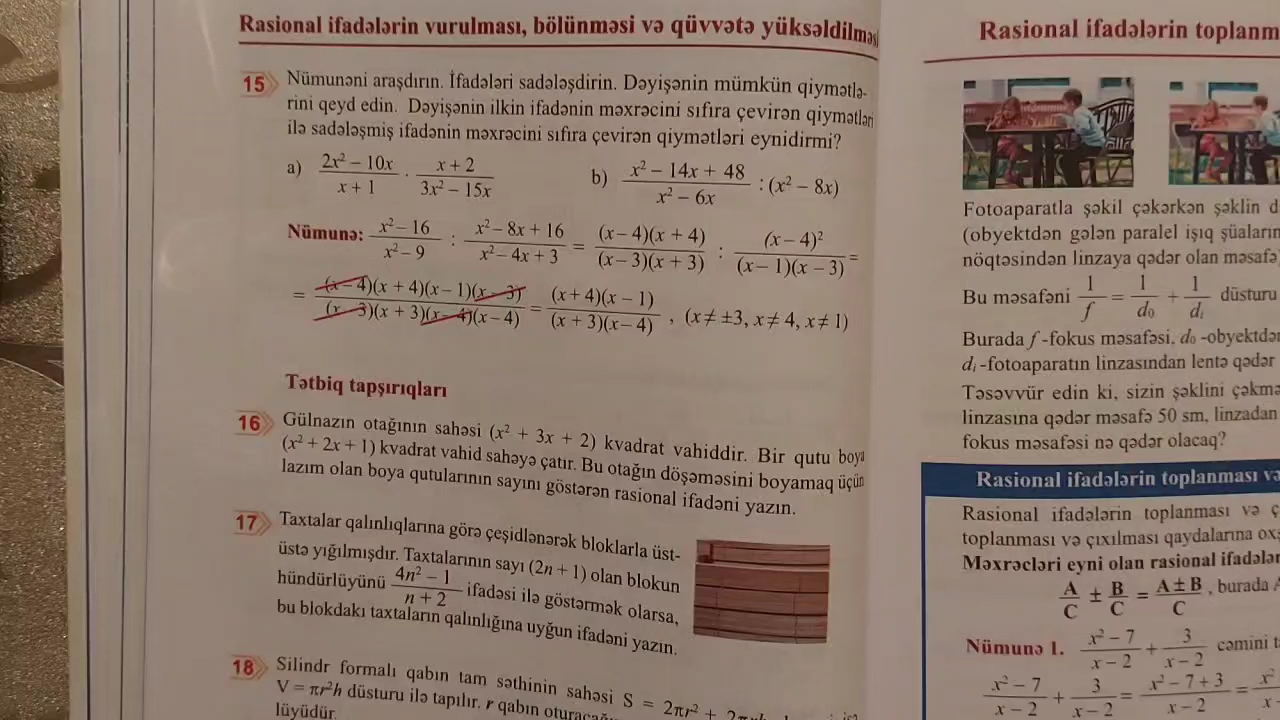 Rasional ifadələrin vurulması, bölünməsi və qüvvətə yüksəldilməsi
15 Nümunəni araşdırın. İfadələri sadələşdirin. Dəyişənin mümkün qiymətlə-
rini qeyd edin. Dəyişənin ilkin ifadənin məxrəcini sıfıra çevirən qiymətləri
ilə sadələşmiş ifadənin məxrəcini sıfıra çevirən qiymətləri eynidirmi?
a) (2x² – 10x)/(x + 1) · (x + 2)/(3x² – 15x) b) (x² – 14x + 48)/(x² – 6x) : (x² – 8x)
Nümunə: (x² – 16)/(x² – 9) : (x² – 8x + 16)/(x² – 4x + 3) = ((x – 4)(x + 4))/((x – 3)(x + 3)) : (x – 4)²/((x – 1)(x – 3)) =
= ((x – 4)(x + 4)(x – 1)(x – 3))/((x – 3)(x + 3)(x – 4)(x – 4)) = ((x + 4)(x – 1))/((x + 3)(x – 4)) , (x ≠ ±3, x ≠ 4, x ≠ 1)
Tətbiq tapşırıqları
16 Gülnazın otağının sahəsi (x² + 3x + 2) kvadrat vahiddir. Bir qutu boya
(x² + 2x + 1) kvadrat vahid sahəyə çatır. Bu otağın döşəməsini boyamaq üçün
lazım olan boya qutularının sayını göstərən rasional ifadəni yazın.
17 Taxtalar qalınlıqlarına görə çeşidlənərək bloklarla üst-
üstə yığılmışdır. Taxtalarının sayı (2n + 1) olan blokun
hündürlüyünü (4n² – 1)/(n + 2) ifadəsi ilə göstərmək olarsa,
bu blokdakı taxtaların qalınlığına uyğun ifadəni yazın.
18 Silindr formalı qabın tam səthinin sahəsi S = 2πr² +
V = πr²h düsturu ilə tapılır. r qabın
lüyüdür.
Rasional ifadələrin toplanm
Fotoaparatla şəkil çəkərkən şəklin d
(obyektdən gələn paralel işıq şüaların
nöqtəsindən linzaya qədər olan məsafə
Bu məsafəni 1/f = 1/d₀ + 1/dᵢ düsturu
Burada f -fokus məsafəsi, d₀ -obyektdən
dᵢ -fotoaparatın linzasından lentə qədər
Təsəvvür edin ki, sizin şəklini çəkmə
linzasına qədər məsafə 50 sm, linzadan
fokus məsafəsi nə qədər olacaq?
Rasional ifadələrin toplanması və
Rasional ifadələrin toplanması və ç
toplanması və çıxılması qaydalarına oxş
Məxrəcləri eyni olan rasional ifadələr
A/C ± B/C = (A ± B)/C , burada
Nümunə 1. (x² – 7)/(x – 2) + 3/(x – 2) cəmini t
(x² – 7)/(x – 2) + 3/(x – 2) = (x² – 7 + 3)/(x – 2) =